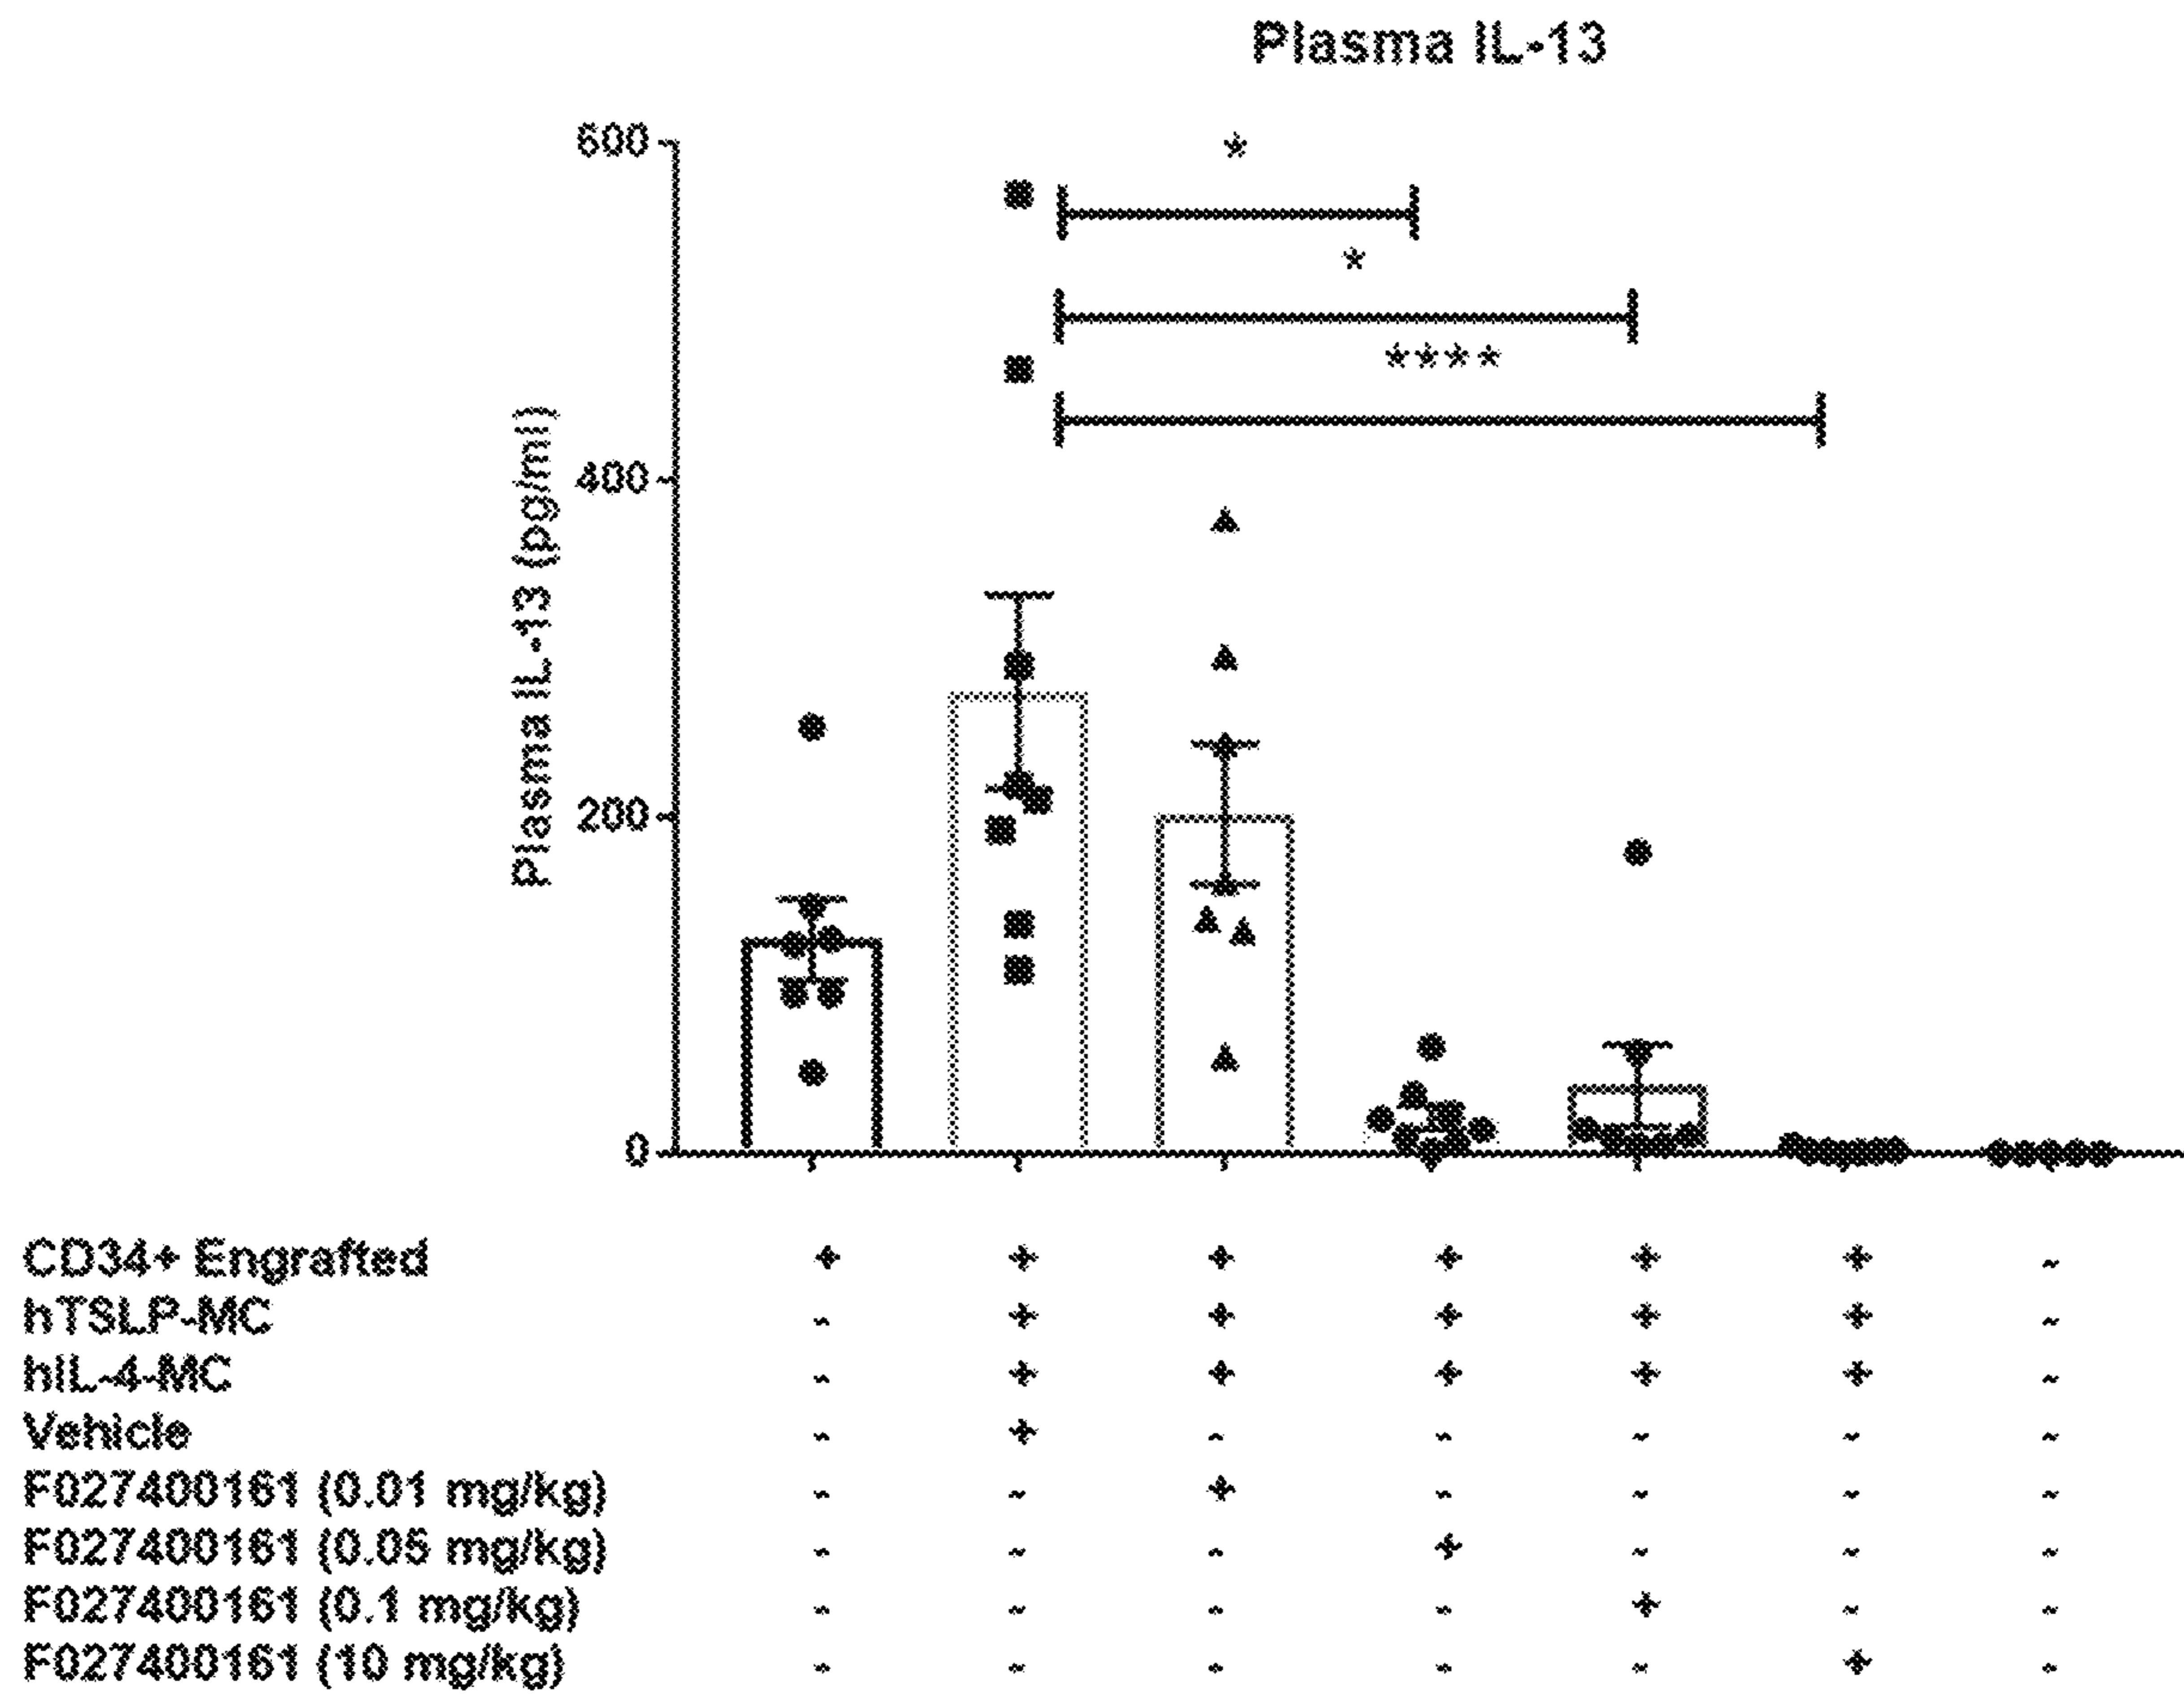 Plasma IL-13
*
*
****
Plasma IL-13 (pg/ml)
600
400
200
0
CD34+ Engrafted + + + + + + -
hTSLP-MC - + + + + + -
hIL-4-MC - + + + + + -
Vehicle - + - - - - -
F027400161 (0.01 mg/kg) - - + - - - -
F027400161 (0.05 mg/kg) - - - + - - -
F027400161 (0.1 mg/kg) - - - - + - -
F027400161 (10 mg/kg) - - - - - + -